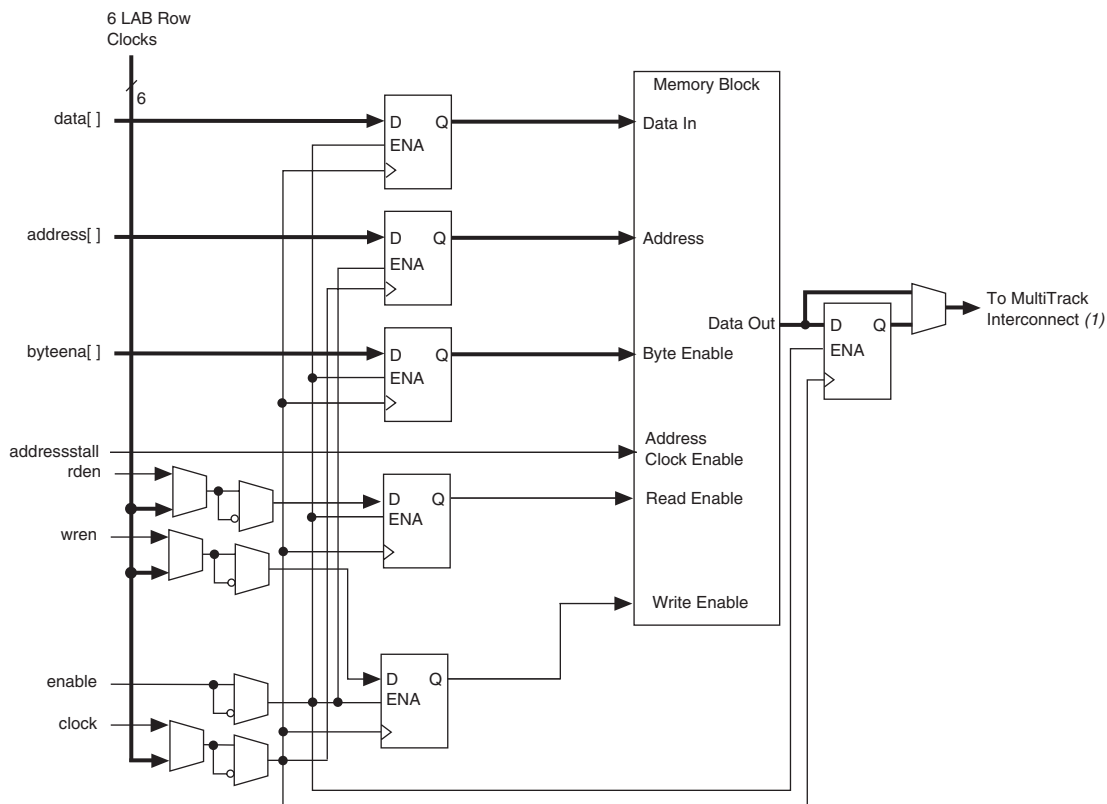 6 LAB Row
Clocks
6
data[ ]
D Q
ENA
Memory Block
Data In
address[ ]
D Q
ENA
Address
Data Out
D Q
ENA
To MultiTrack
Interconnect (1)
byteena[ ]
D Q
ENA
Byte Enable
addressstall
Address
Clock Enable
rden
D Q
ENA
Read Enable
wren
Write Enable
enable
D Q
ENA
clock